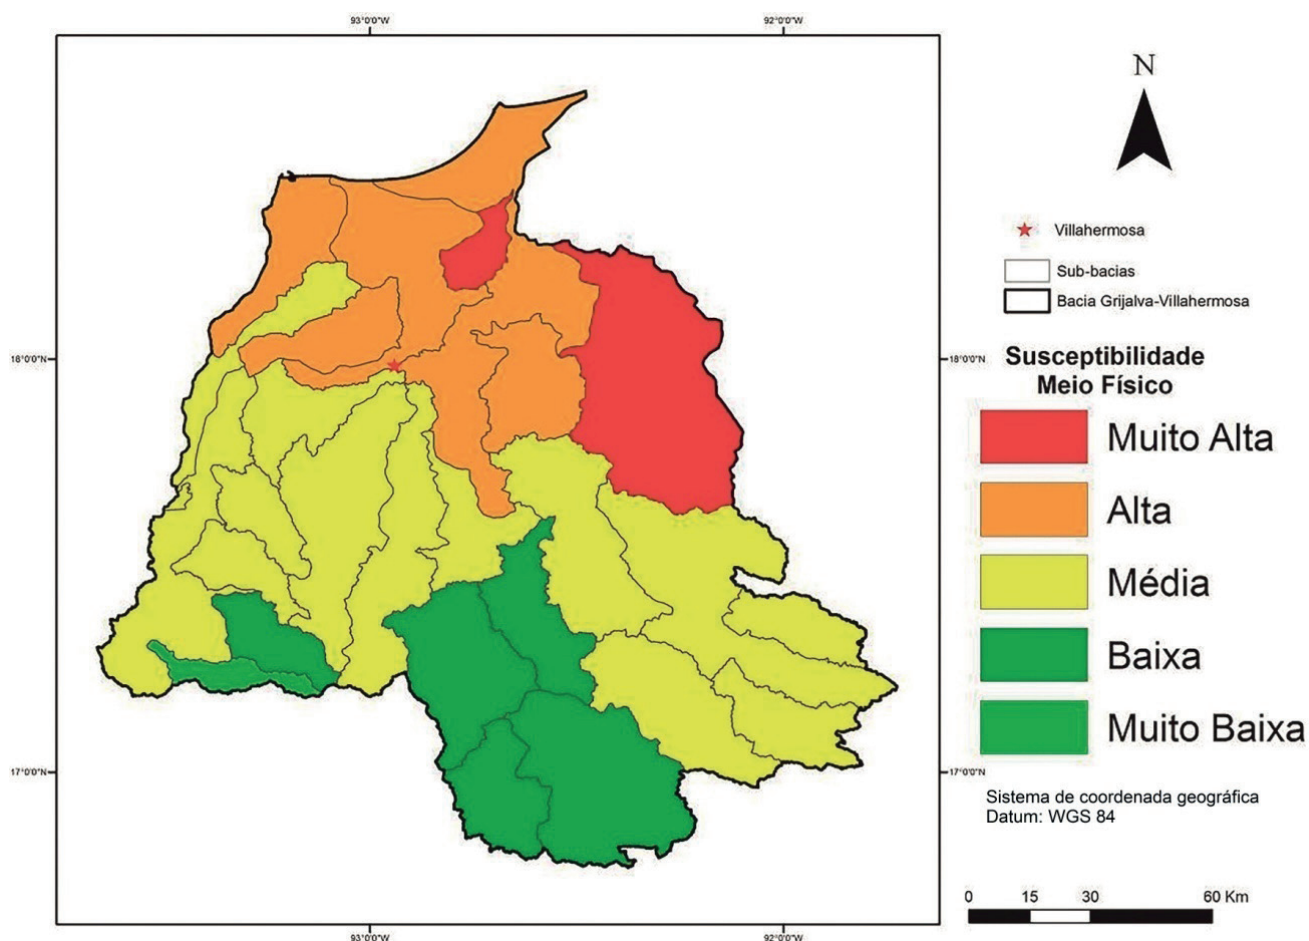 93°0'0"W
92°0'0"W
N
Villahermosa
Sub-bacias
Bacia Grijalva-Villahermosa
18°0'0"N
18°0'0"N
Susceptibilidade
Meio Físico
Muito Alta
Alta
Média
Baixa
Muito Baixa
17°0'0"N
17°0'0"N
Sistema de coordenada geográfica
Datum: WGS 84
0 15 30 60 Km
93°0'0"W
92°0'0"W